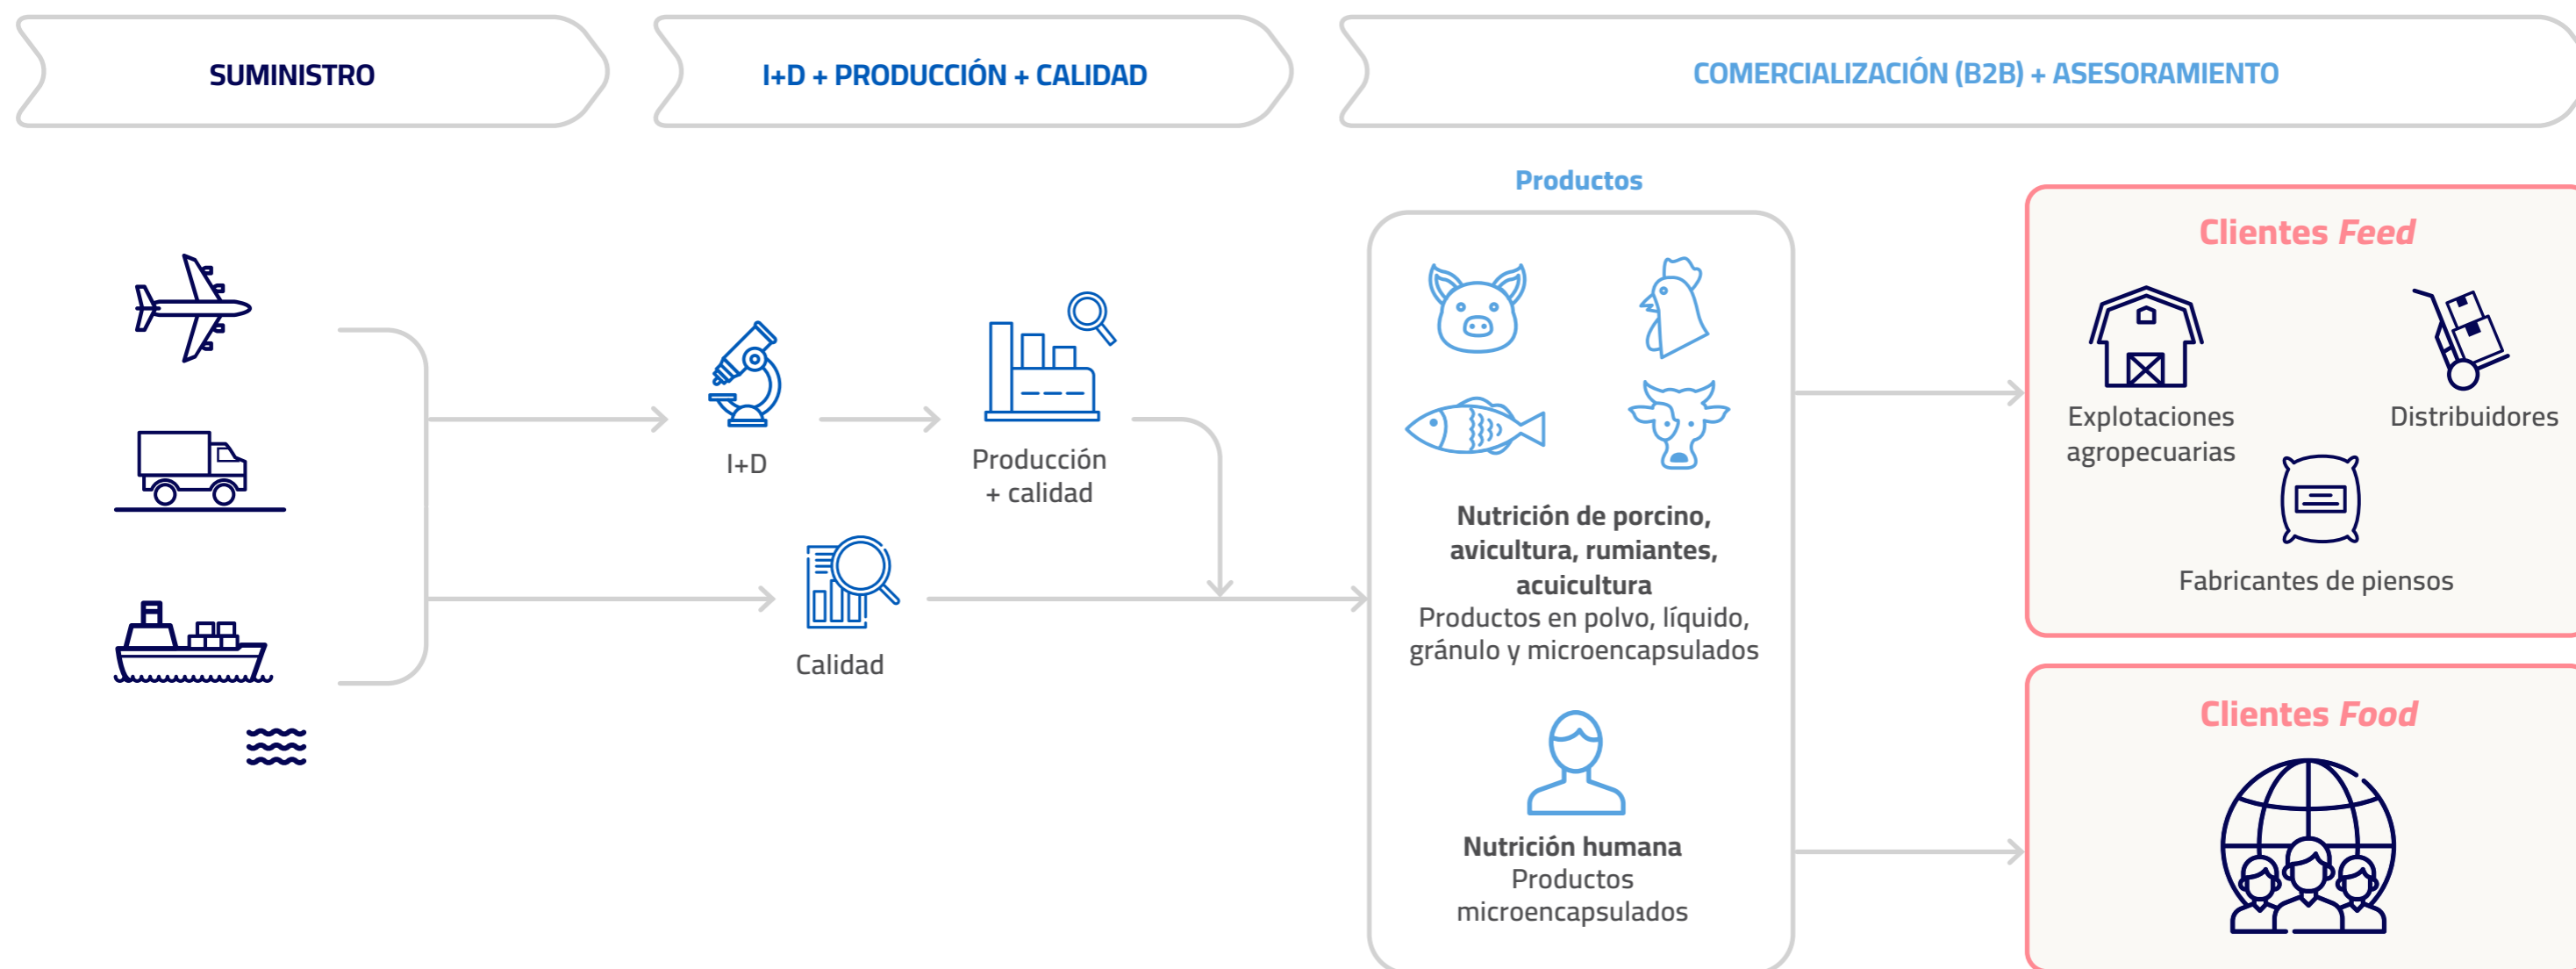 SUMINISTRO
I+D + PRODUCCIÓN + CALIDAD
COMERCIALIZACIÓN (B2B) + ASESORAMIENTO
I+D
Producción
+ calidad
Calidad
Productos
Nutrición de porcino,
avicultura, rumiantes,
acuicultura
Productos en polvo, líquido,
gránulo y microencapsulados
Nutrición humana
Productos
microencapsulados
Clientes Feed
Explotaciones
agropecuarias
Distribuidores
Fabricantes de piensos
Clientes Food